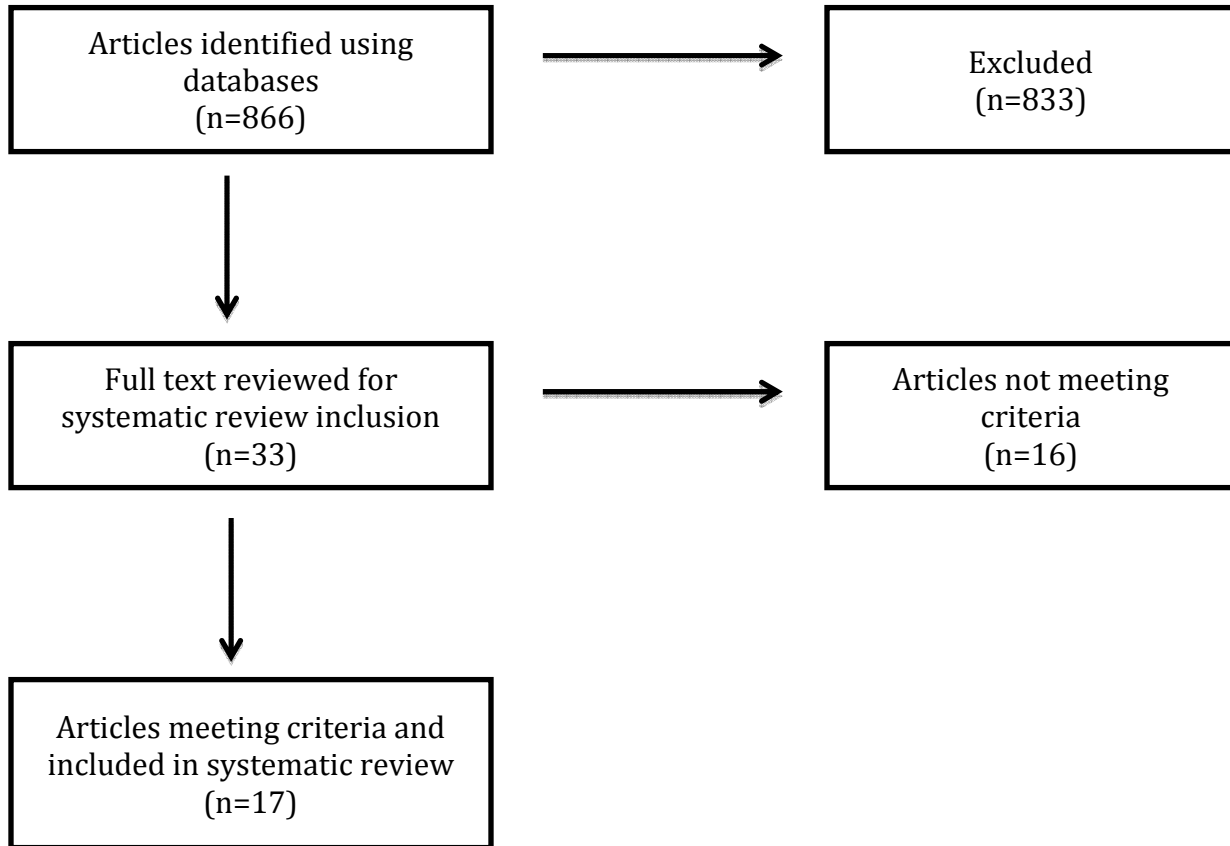 Articles identified using
databases
(n=866)
Excluded
(n=833)
Full text reviewed for
systematic review inclusion
(n=33)
Articles not meeting
criteria
(n=16)
Articles meeting criteria and
included in systematic review
(n=17)